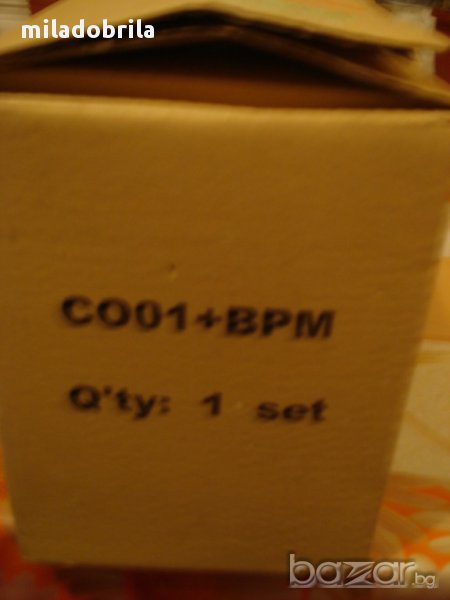 miladobrila
CO01+BPM
Q'ty: 1 set
bazar.bg